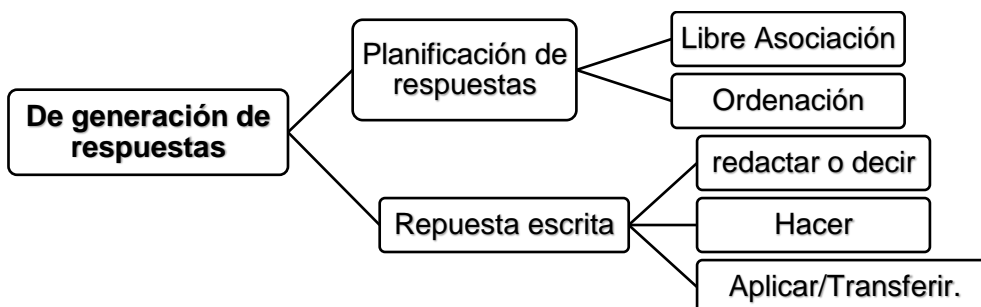 De generación de
respuestas
Planificación de
respuestas
Libre Asociación
Ordenación
Repuesta escrita
redactar o decir
Hacer
Aplicar/Transferir.